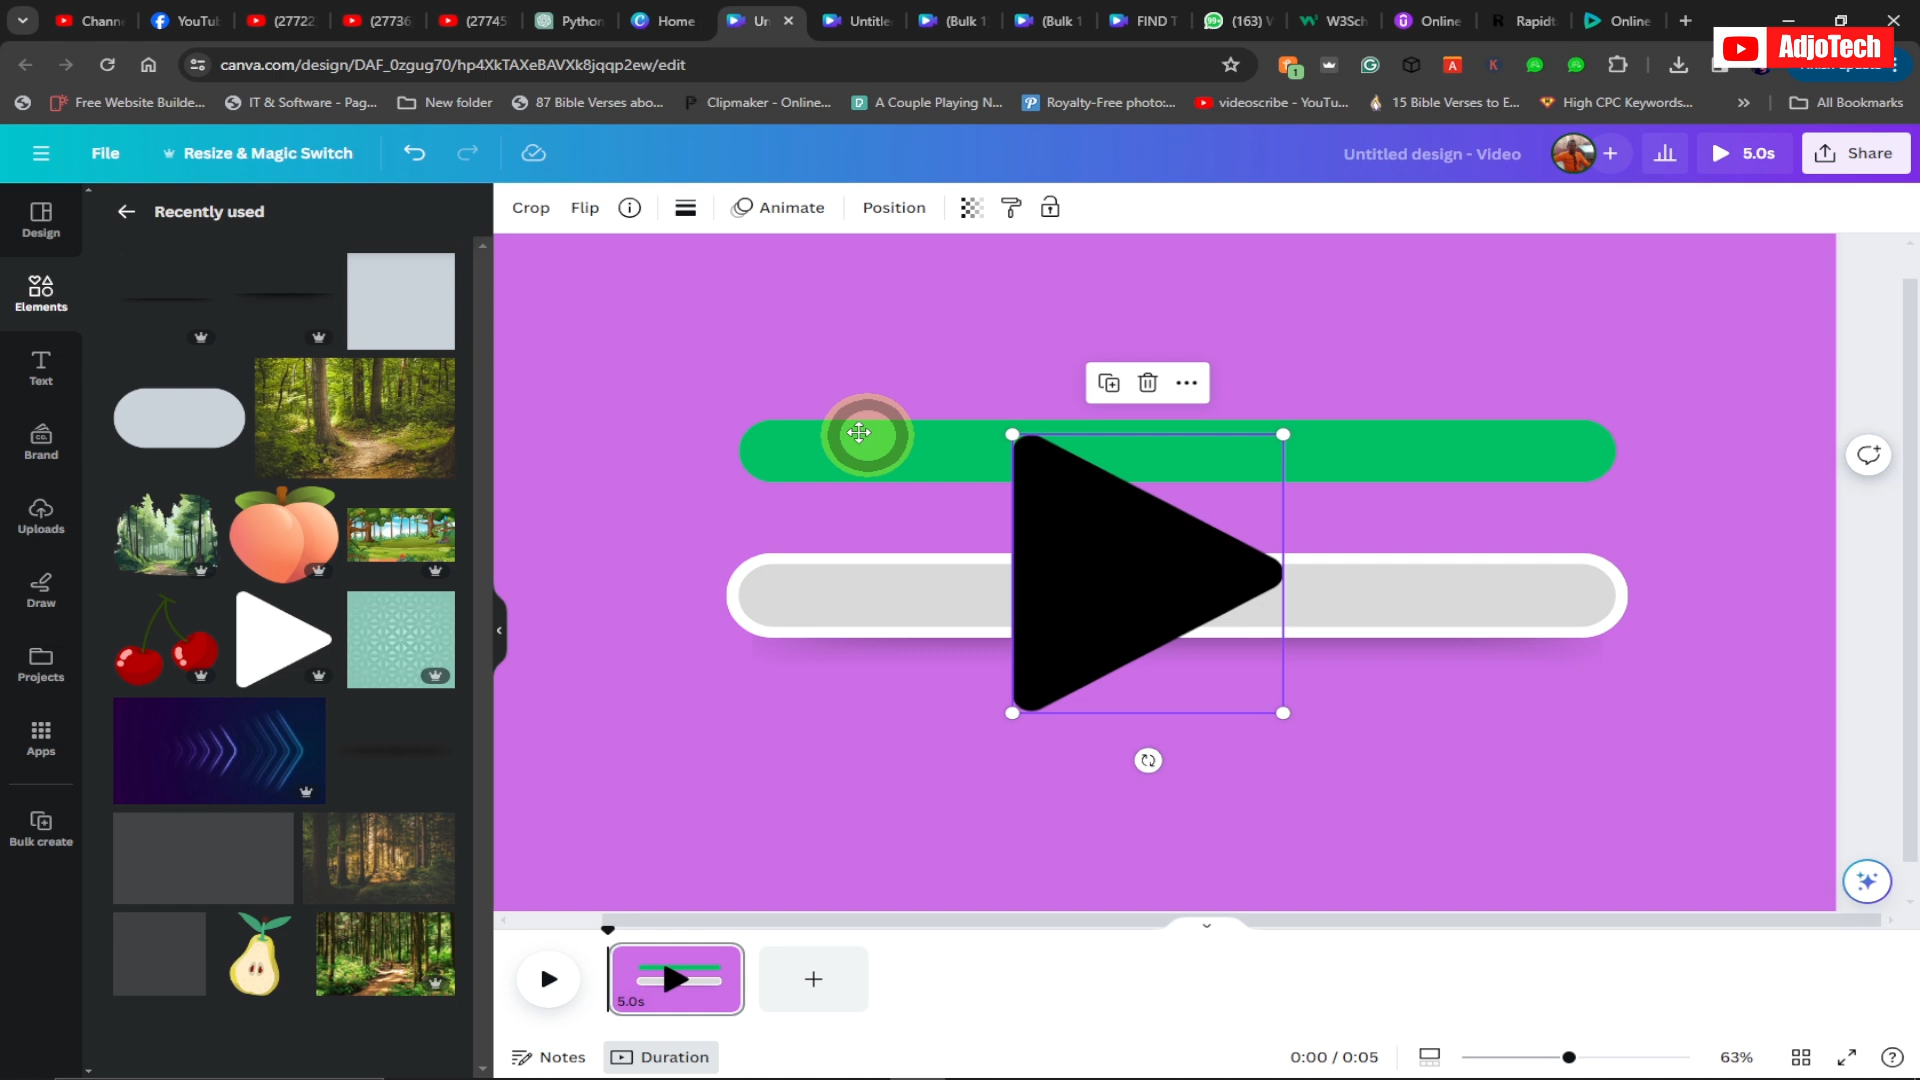 Chann
YouTub
(27722
(27736
(27745
Python
Home
Un
Untitle
(Bulk 1
(Bulk 1
FIND T
99+
(163) W
W3Sch
Online
Rapidt
Online
AdjoTech
canva.com/design/DAF_0zgug70/hp4XkTAXeBAVXk8jqqp2ew/edit
1
Free Website Builde...
IT & Software - Pag...
New folder
87 Bible Verses abo...
Clipmaker - Online...
A Couple Playing N...
Royalty-Free photo:...
videoscribe - YouTu...
15 Bible Verses to E...
High CPC Keywords...
»
All Bookmarks
File
Resize & Magic Switch
Untitled design - Video
5.0s
Share
Design
Elements
Text
Brand
Uploads
Draw
Projects
Apps
Bulk create
Recently used
Crop
Flip
Animate
Position
5.0s
Notes
Duration
0:00 / 0:05
63%